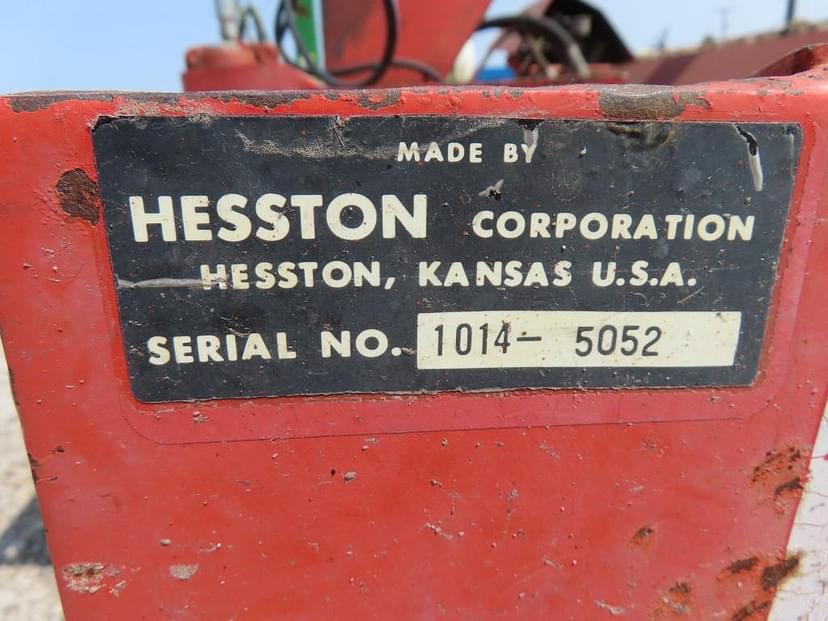 MADE BY
HESSTON CORPORATION
HESSTON, KANSAS U.S.A.
SERIAL NO. 1014- 5052